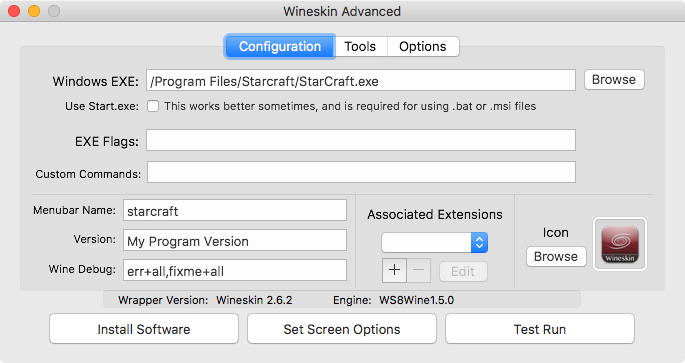 Wineskin Advanced
Configuration Tools Options
Windows EXE: /Program Files/Starcraft/StarCraft.exe Browse
Use Start.exe: This works better sometimes, and is required for using .bat or .msi files
EXE Flags:
Custom Commands:
Menubar Name: starcraft
Version: My Program Version
Wine Debug: err+all,fixme+all
Associated Extensions
+ − Edit
Icon
Browse
Wineskin
Wrapper Version: Wineskin 2.6.2 Engine: WS8Wine1.5.0
Install Software Set Screen Options Test Run